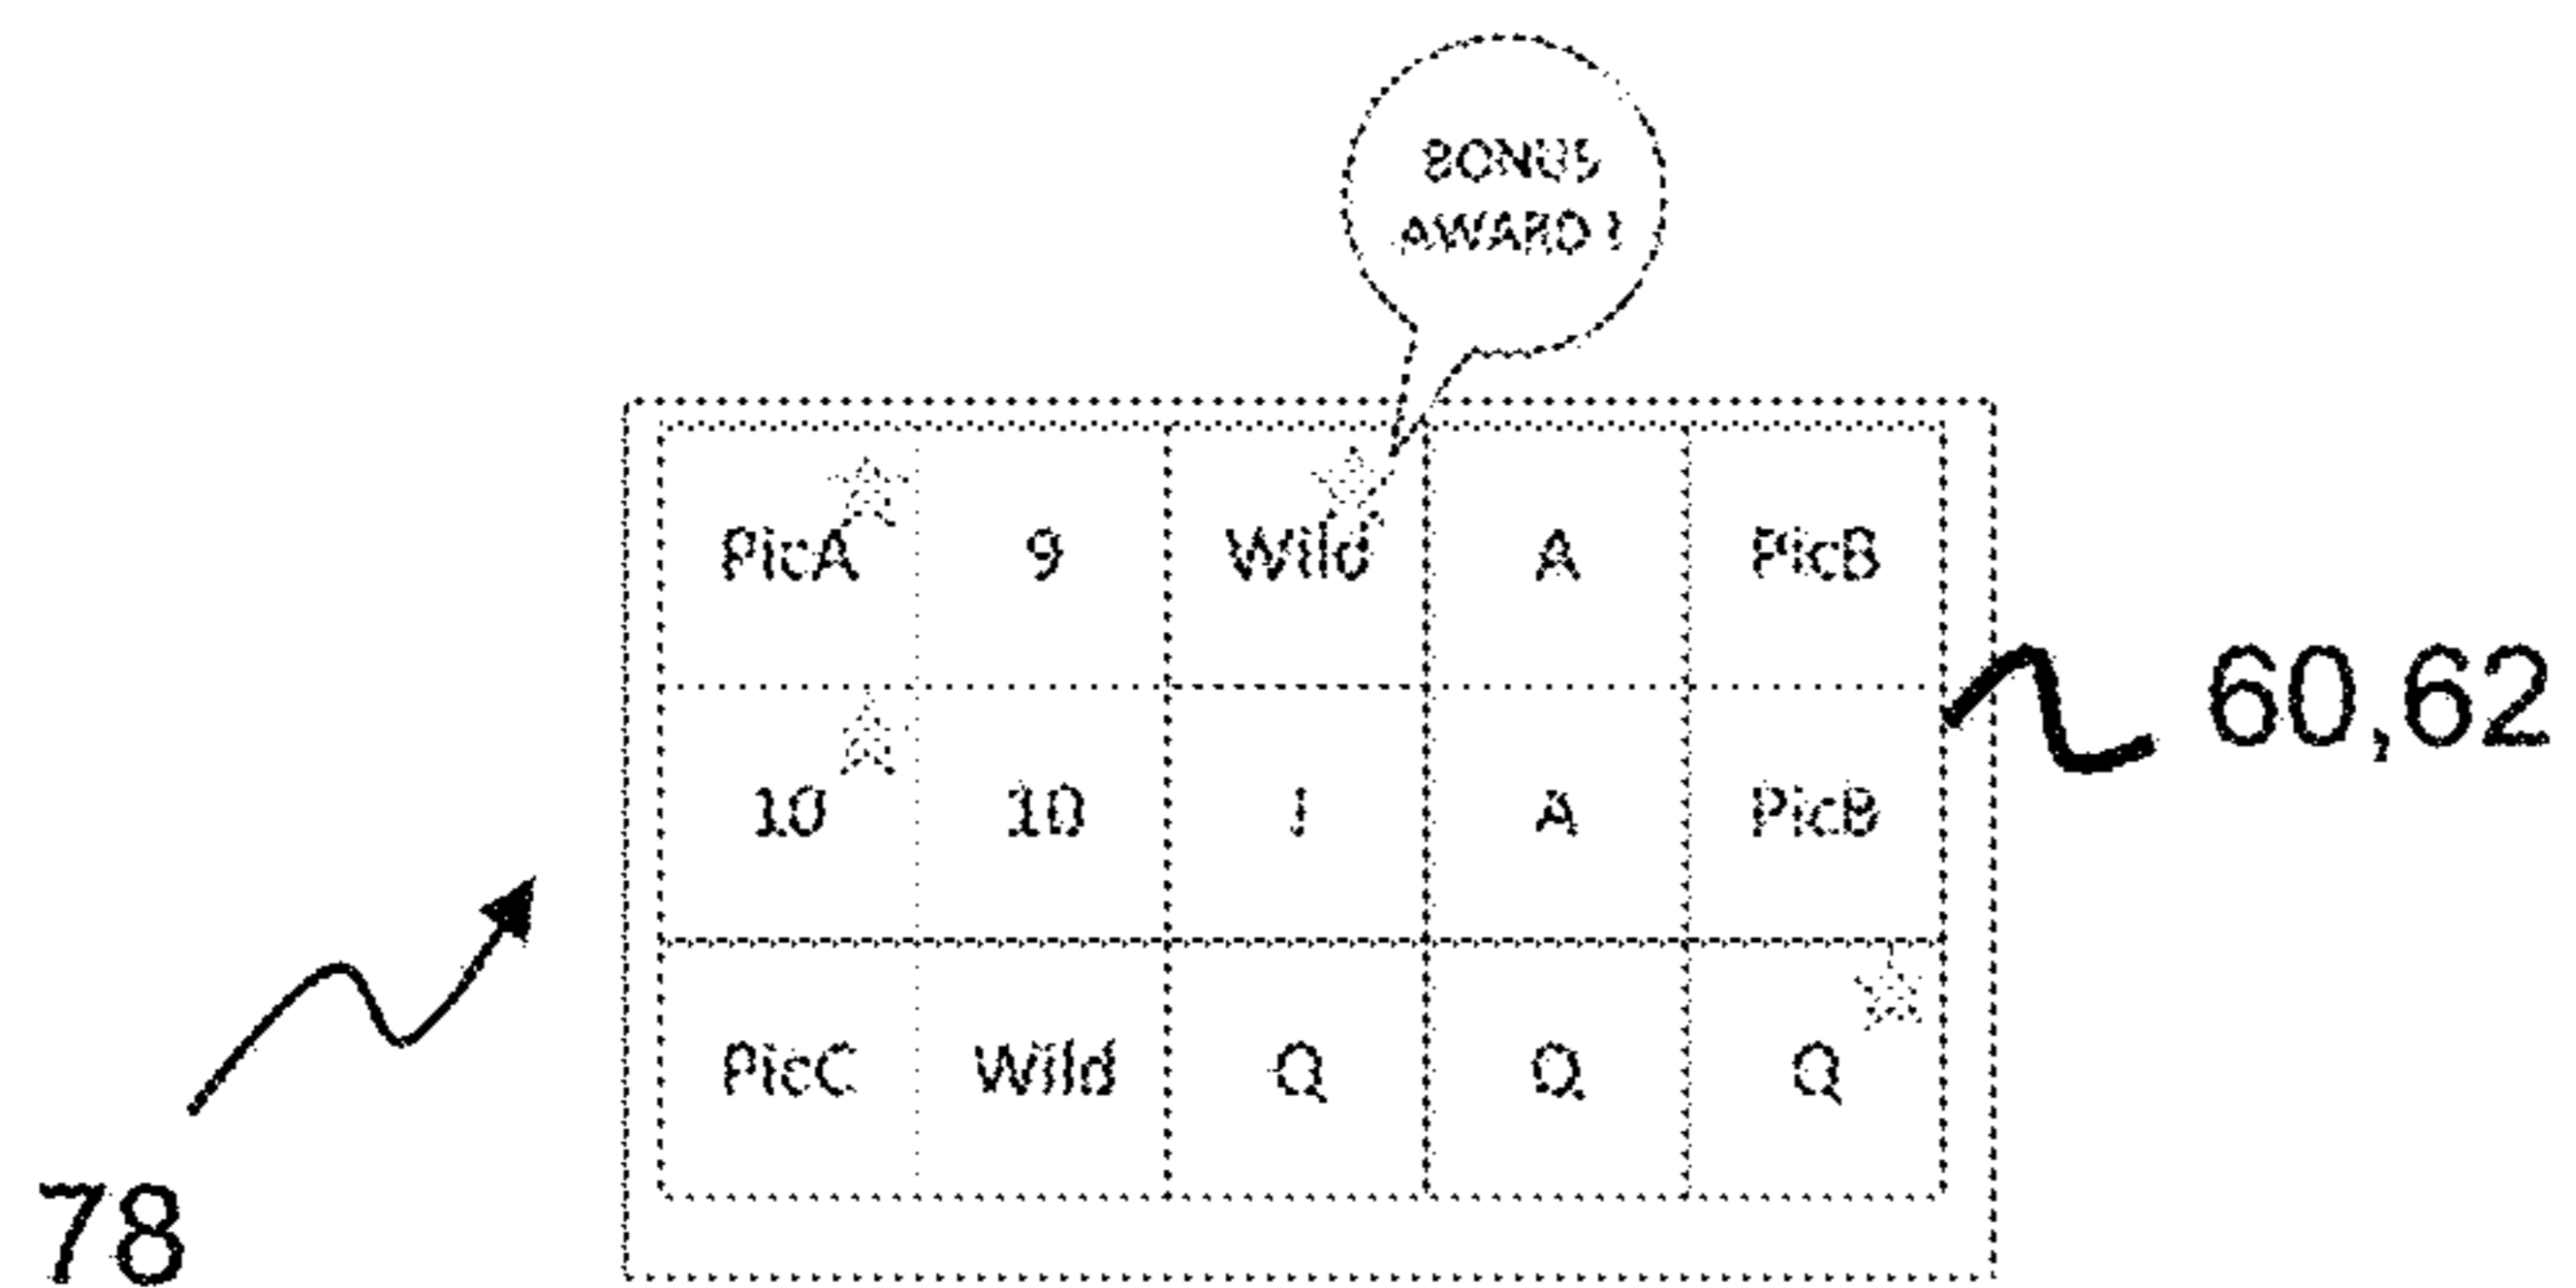 BONUS
AWARD !
PicA 9 Wild A PicB
60,62
10 10 J A PicB
PicC Wild Q Q Q
78